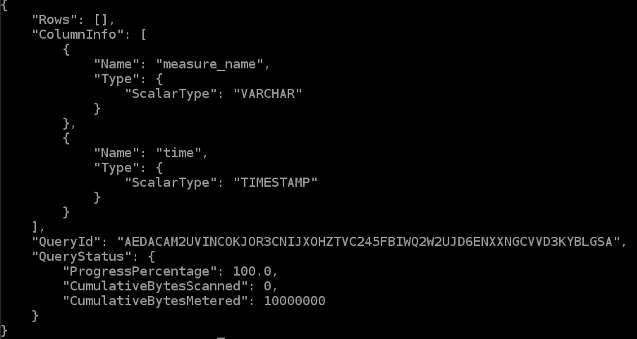 {
    "Rows": [],
    "ColumnInfo": [
        {
            "Name": "measure_name",
            "Type": {
                "ScalarType": "VARCHAR"
            }
        },
        {
            "Name": "time",
            "Type": {
                "ScalarType": "TIMESTAMP"
            }
        }
    ],
    "QueryId": "AEDACAM2UVINCOKJOR3CNIJXOHZTVC245FBIWQ2W2UJD6ENXXNGCVVD3KYBLGSA",
    "QueryStatus": {
        "ProgressPercentage": 100.0,
        "CumulativeBytesScanned": 0,
        "CumulativeBytesMetered": 10000000
    }
}